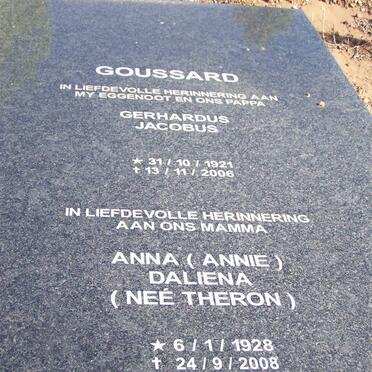 GOUSSARD
IN LIEFDEVOLLE HERINNERING AAN
MY EGGENOOT EN ONS PAPPA
GERHARDUS
JACOBUS
★ 31 / 10 / 1921
✝ 13 / 11 / 2006
IN LIEFDEVOLLE HERINNERING
AAN ONS MAMMA
ANNA ( ANNIE )
DALIENA
( NEÉ THERON )
★ 6 / 1 / 1928
✝ 24 / 9 / 2008